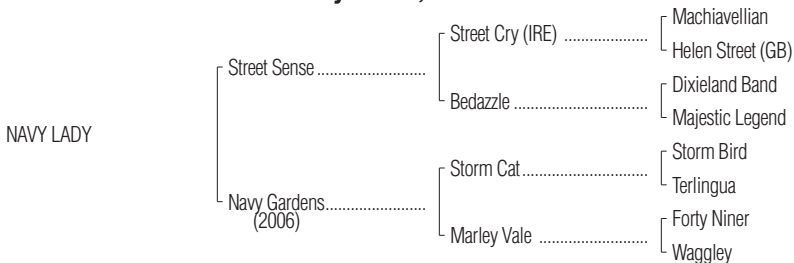 Street Cry (IRE) ....................
Machiavellian
Helen Street (GB)
Street Sense ..........................
Bedazzle .................................
Dixieland Band
Majestic Legend
NAVY LADY
Storm Cat ..............................
Storm Bird
Terlingua
Navy Gardens ........................
(2006)
Marley Vale ..........................
Forty Niner
Waggley